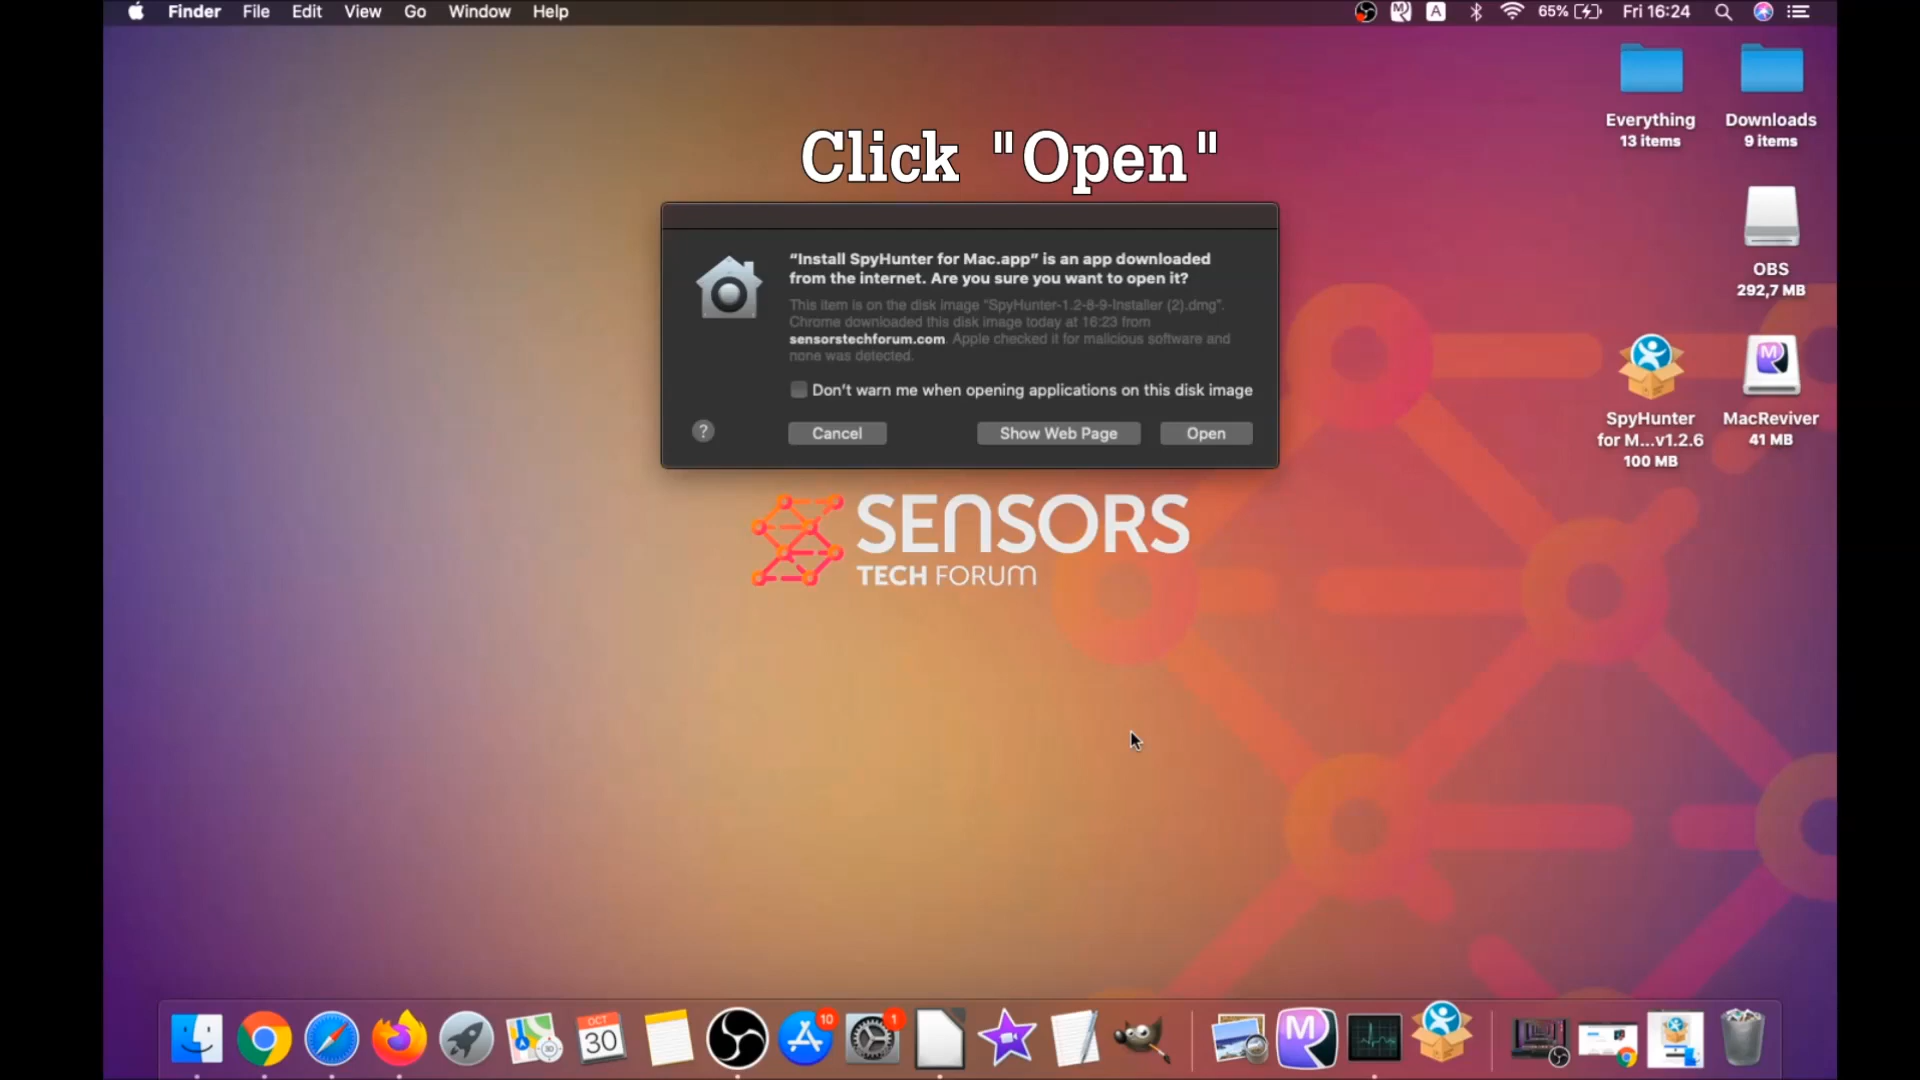 Finder File Edit View Go Window Help
A 65% Fri 16:24
Everything
13 items
Downloads
9 items
Click "Open"
OBS
292,7 MB
“Install SpyHunter for Mac.app” is an app downloaded
from the internet. Are you sure you want to open it?
This item is on the disk image “SpyHunter-1.2-8-9-Installer (2).dmg”.
Chrome downloaded this disk image today at 16:23 from
sensorstechforum.com. Apple checked it for malicious software and
none was detected.
Don’t warn me when opening applications on this disk image
? Cancel Show Web Page Open
SpyHunter
for M...v1.2.6
100 MB
M
MacReviver
41 MB
SENSORS
TECH FORUM
OCT
30
10
1
M